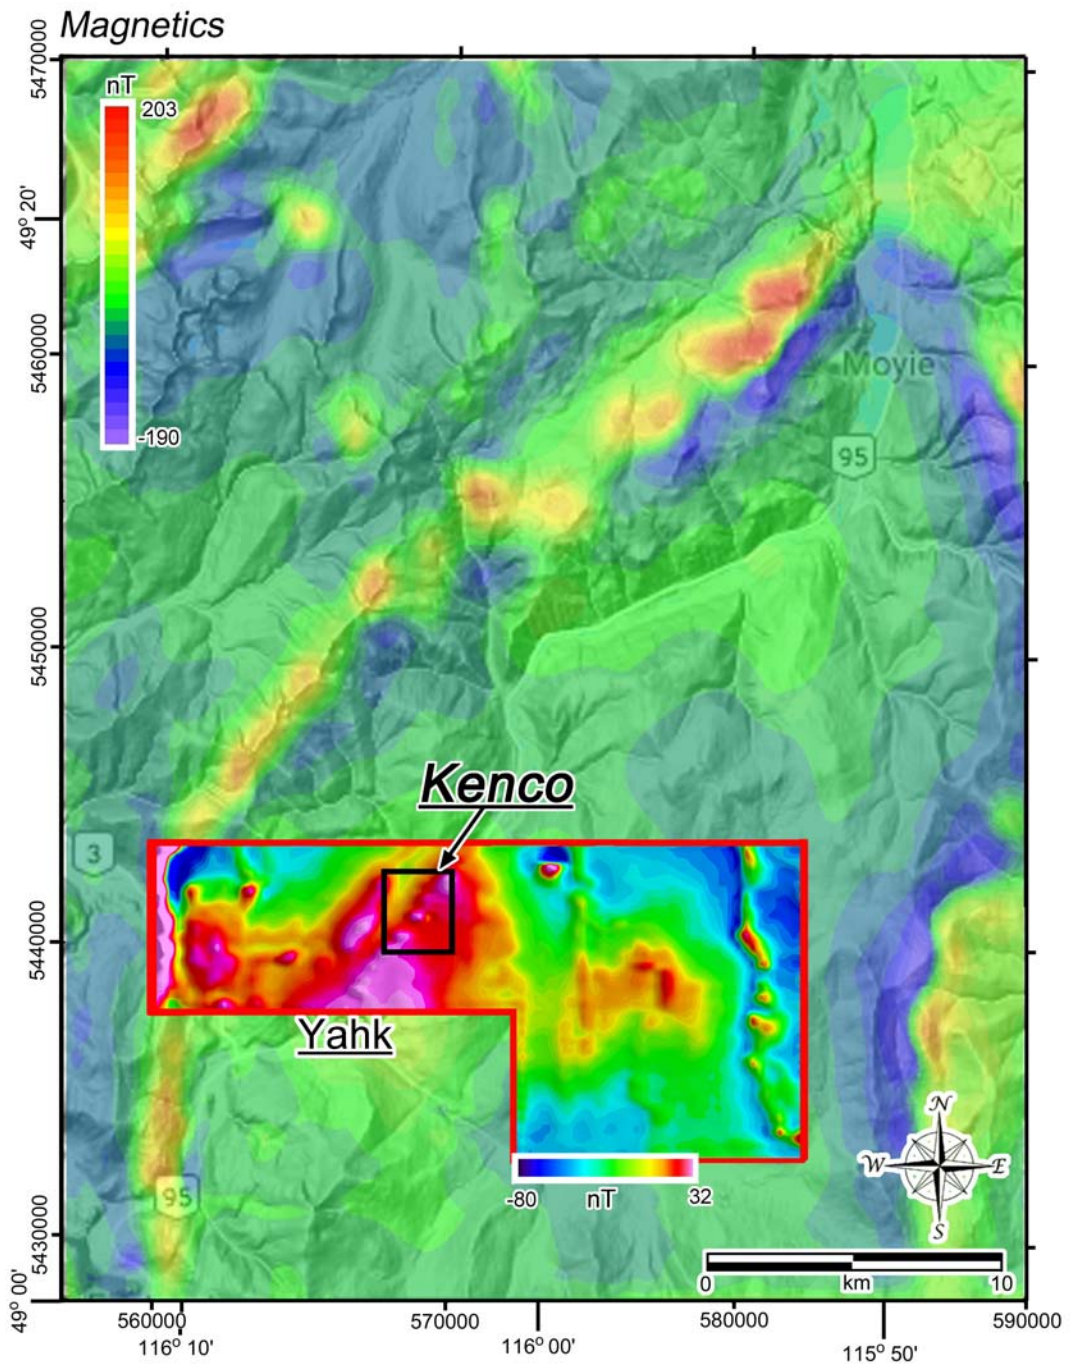 Magnetics
5470000
nT
203
49° 20'
5460000
Moyie
-190
95
5450000
Kenco
3
5440000
Yahk
N
W E
S
-80 nT 32
95
5430000
0 km 10
49° 00'
560000 570000 580000 590000
116° 10' 116° 00' 115° 50'